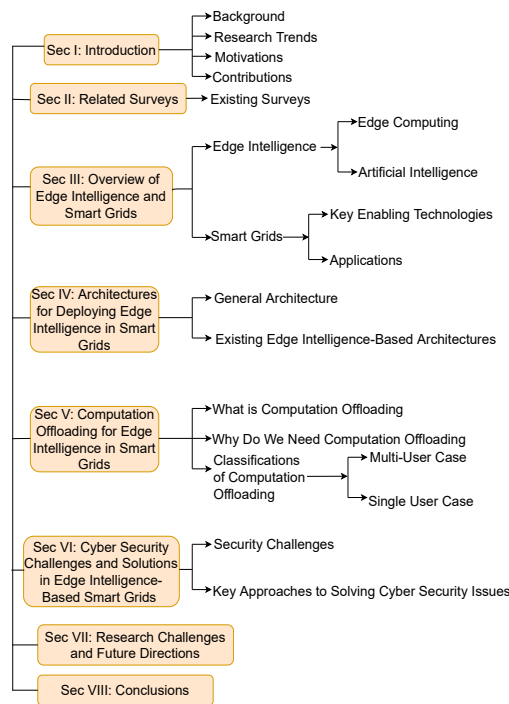 Sec I: Introduction
Background
Research Trends
Motivations
Contributions
Sec II: Related Surveys
Existing Surveys
Sec III: Overview of
Edge Intelligence and
Smart Grids
Edge Intelligence
Edge Computing
Artificial Intelligence
Smart Grids
Key Enabling Technologies
Applications
Sec IV: Architectures
for Deploying Edge
Intelligence in Smart
Grids
General Architecture
Existing Edge Intelligence-Based Architectures
Sec V: Computation
Offloading for Edge
Intelligence in Smart
Grids
What is Computation Offloading
Why Do We Need Computation Offloading
Classifications
of Computation
Offloading
Multi-User Case
Single User Case
Sec VI: Cyber Security
Challenges and Solutions
in Edge Intelligence-
Based Smart Grids
Security Challenges
Key Approaches to Solving Cyber Security Issues
Sec VII: Research Challenges
and Future Directions
Sec VIII: Conclusions